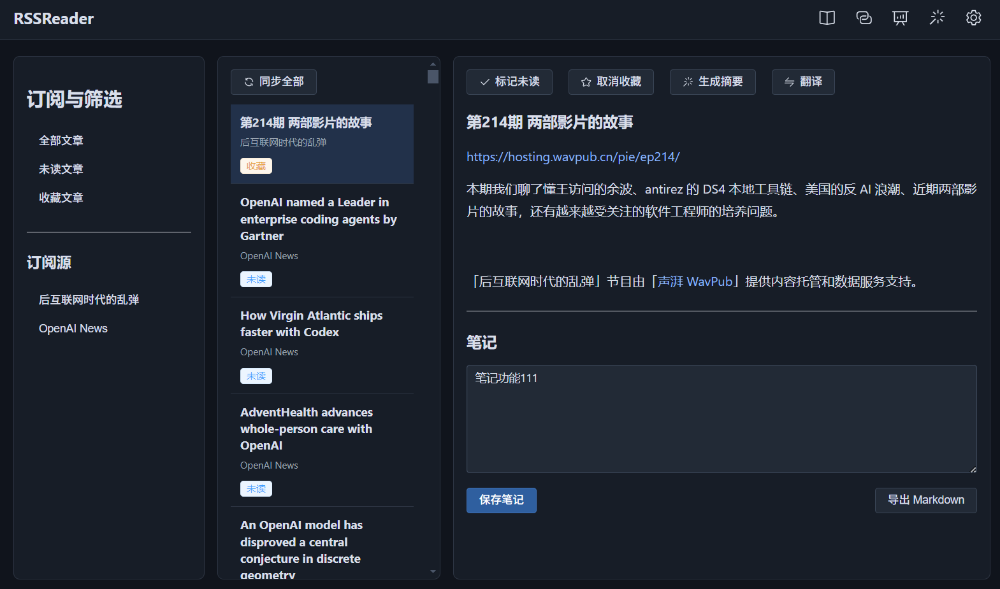 RSSReader
订阅与筛选
全部文章
未读文章
收藏文章
订阅源
后互联网时代的乱弹
OpenAI News
同步全部
第214期 两部影片的故事
后互联网时代的乱弹
收藏
OpenAI named a Leader in
enterprise coding agents by
Gartner
OpenAI News
未读
How Virgin Atlantic ships
faster with Codex
OpenAI News
未读
AdventHealth advances
whole-person care with
OpenAI
OpenAI News
未读
An OpenAI model has
disproved a central
conjecture in discrete
geometry
标记未读
取消收藏
生成摘要
翻译
第214期 两部影片的故事
https://hosting.wavpub.cn/pie/ep214/
本期我们聊了懂王访问的余波、antirez 的 DS4 本地工具链、美国的反 AI 浪潮、近期两部影
片的故事，还有越来越受关注的软件工程师的培养问题。
「后互联网时代的乱弹」节目由「声湃 WavPub」提供内容托管和数据服务支持。
笔记
笔记功能111
保存笔记
导出 Markdown